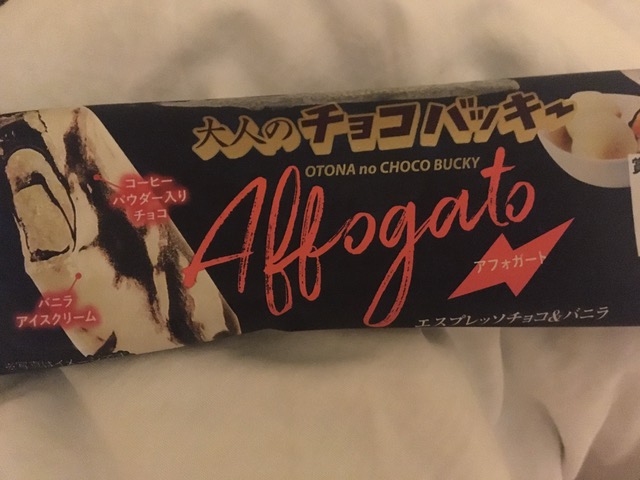 大人のチョコバッキー
OTONA no CHOCO BUCKY
Affogato
アフォガート
エスプレッソチョコ&バニラ
コーヒー
パウダー入り
チョコ
バニラ
アイスクリーム